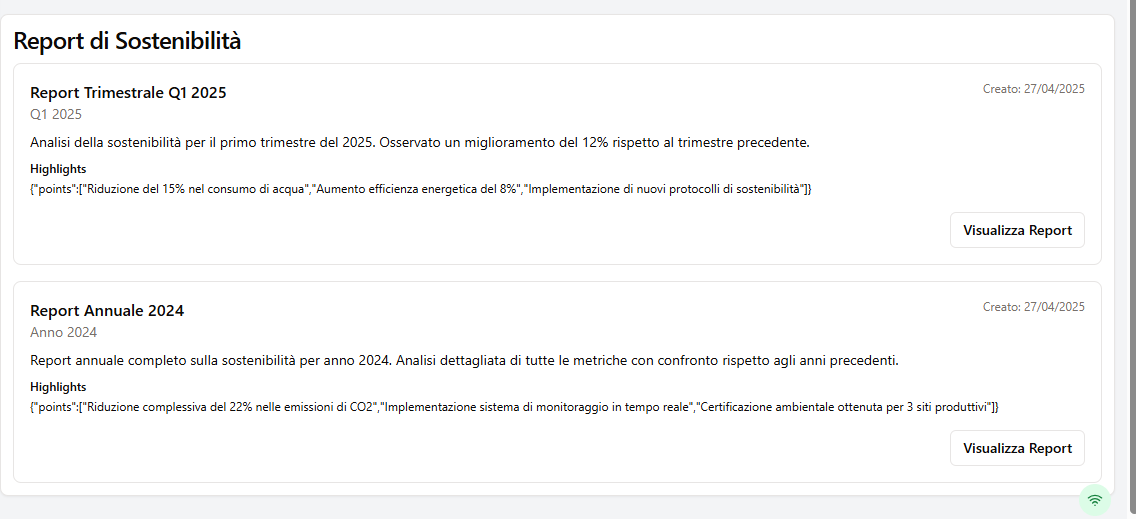 Report di Sostenibilità
Report Trimestrale Q1 2025
Creato: 27/04/2025
Q1 2025
Analisi della sostenibilità per il primo trimestre del 2025. Osservato un miglioramento del 12% rispetto al trimestre precedente.
Highlights
{"points":["Riduzione del 15% nel consumo di acqua","Aumento efficienza energetica del 8%","Implementazione di nuovi protocolli di sostenibilità"]}
Visualizza Report
Report Annuale 2024
Creato: 27/04/2025
Anno 2024
Report annuale completo sulla sostenibilità per anno 2024. Analisi dettagliata di tutte le metriche con confronto rispetto agli anni precedenti.
Highlights
{"points":["Riduzione complessiva del 22% nelle emissioni di CO2","Implementazione sistema di monitoraggio in tempo reale","Certificazione ambientale ottenuta per 3 siti produttivi"]}
Visualizza Report